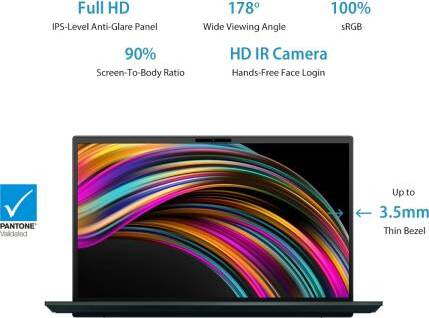 Full HD
IPS-Level Anti-Glare Panel
178°
Wide Viewing Angle
100%
sRGB
90%
Screen-To-Body Ratio
HD IR Camera
Hands-Free Face Login
Up to
3.5mm
Thin Bezel
PANTONE®
Validated